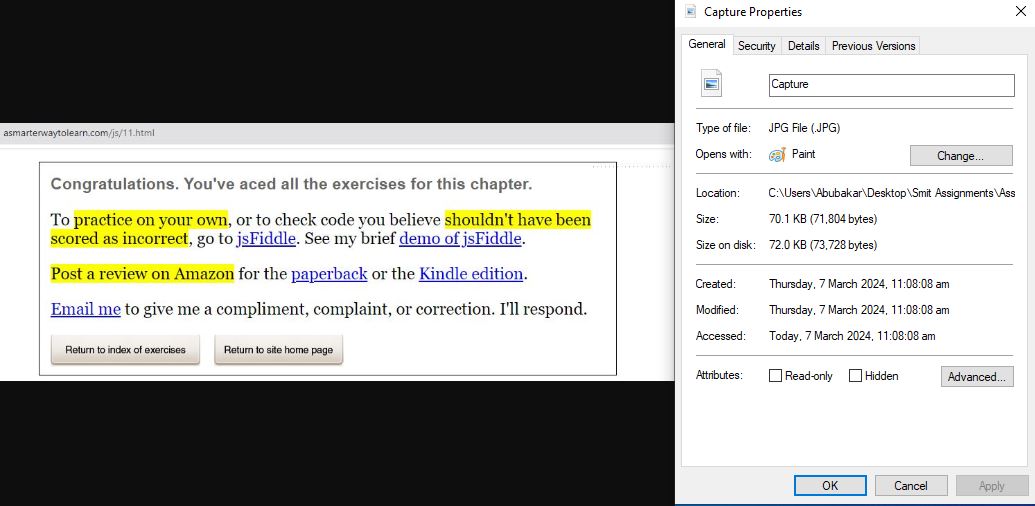 asmarterwaytolearn.com/js/11.html
Congratulations. You've aced all the exercises for this chapter.
To practice on your own, or to check code you believe shouldn't have been
scored as incorrect, go to jsFiddle. See my brief demo of jsFiddle.
Post a review on Amazon for the paperback or the Kindle edition.
Email me to give me a compliment, complaint, or correction. I'll respond.
Return to index of exercises Return to site home page
Capture Properties
General Security Details Previous Versions
Capture
Type of file: JPG File (.JPG)
Opens with: Paint Change...
Location: C:\Users\Abubakar\Desktop\Smit Assignments\Ass
Size: 70.1 KB (71,804 bytes)
Size on disk: 72.0 KB (73,728 bytes)
Created: Thursday, 7 March 2024, 11:08:08 am
Modified: Thursday, 7 March 2024, 11:08:08 am
Accessed: Today, 7 March 2024, 11:08:08 am
Attributes: Read-only Hidden Advanced...
OK Cancel Apply